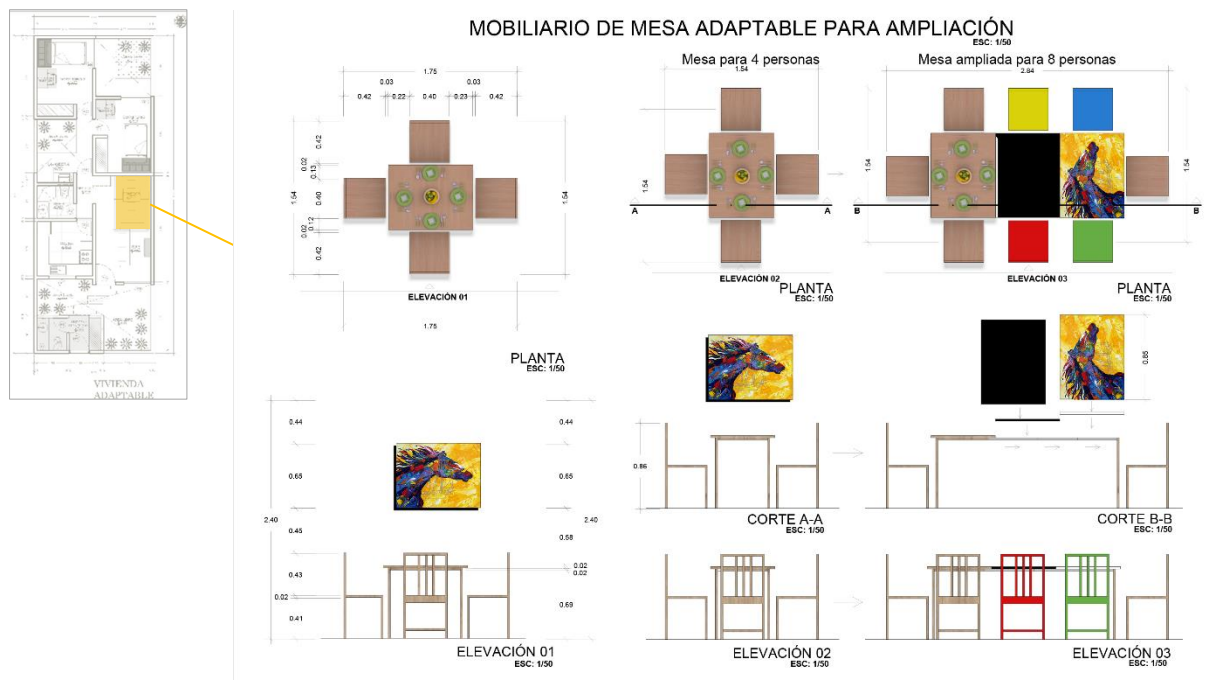 MOBILIARIO DE MESA ADAPTABLE PARA AMPLIACIÓN
ESC: 1/50
Mesa para 4 personas
1.54
Mesa ampliada para 8 personas
2.84
1.75
0.03
0.03
0.42
0.22
0.40
0.23
0.42
0.42
0.02
0.13
0.40
0.12
0.02
0.42
1.54
1.54
ELEVACIÓN 01
1.75
PLANTA
ESC: 1/50
1.54
A
A
ELEVACIÓN 02
PLANTA
ESC: 1/50
1.54
1.54
B
B
ELEVACIÓN 03
PLANTA
ESC: 1/50
VIVIENDA
ADAPTABLE
0.44
0.65
2.40
0.45
0.43
0.02
0.41
0.44
0.65
2.40
0.58
0.02
0.02
0.69
ELEVACIÓN 01
ESC: 1/50
0.86
CORTE A-A
ESC: 1/50
0.85
CORTE B-B
ESC: 1/50
ELEVACIÓN 02
ESC: 1/50
ELEVACIÓN 03
ESC: 1/50